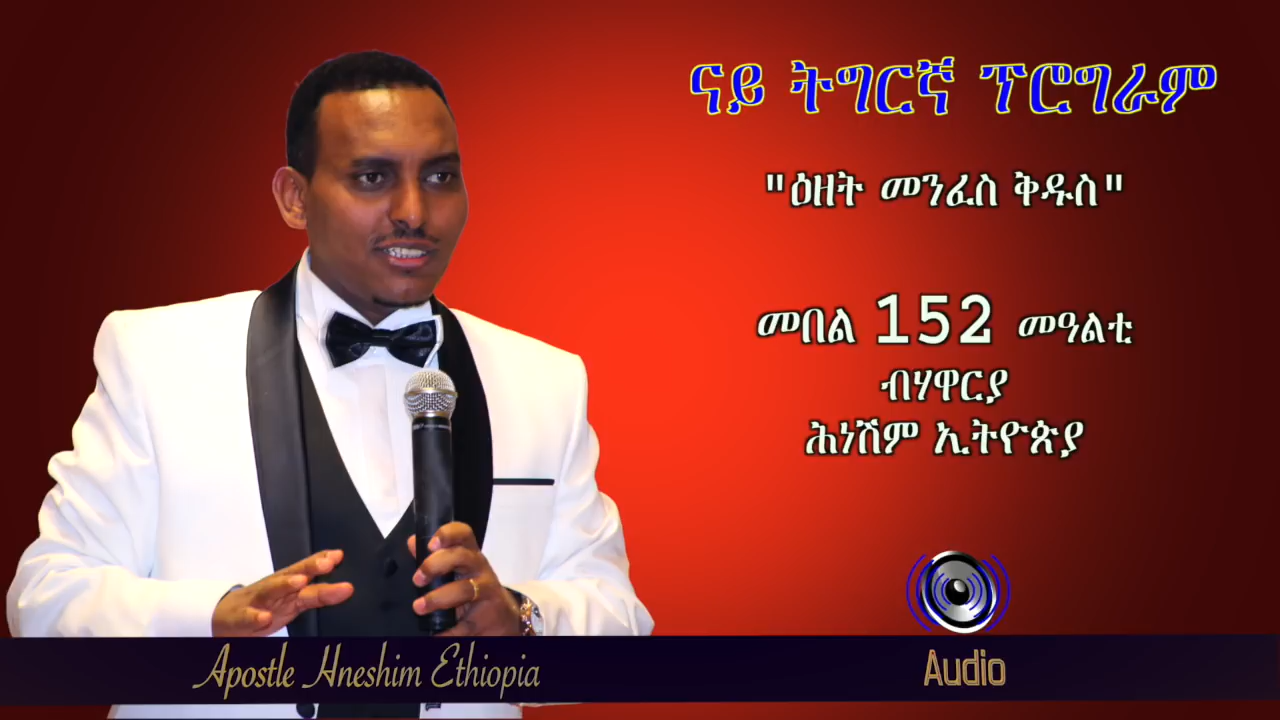 ናይ ትግርኛ ፕሮግራም
"ዕዘት መንፈስ ቅዱስ"
መበል 152 መዓልቲ
ብሃዋርያ
ሕነሽም ኢትዮጵያ
Apostle Hneshim Ethiopia
Audio